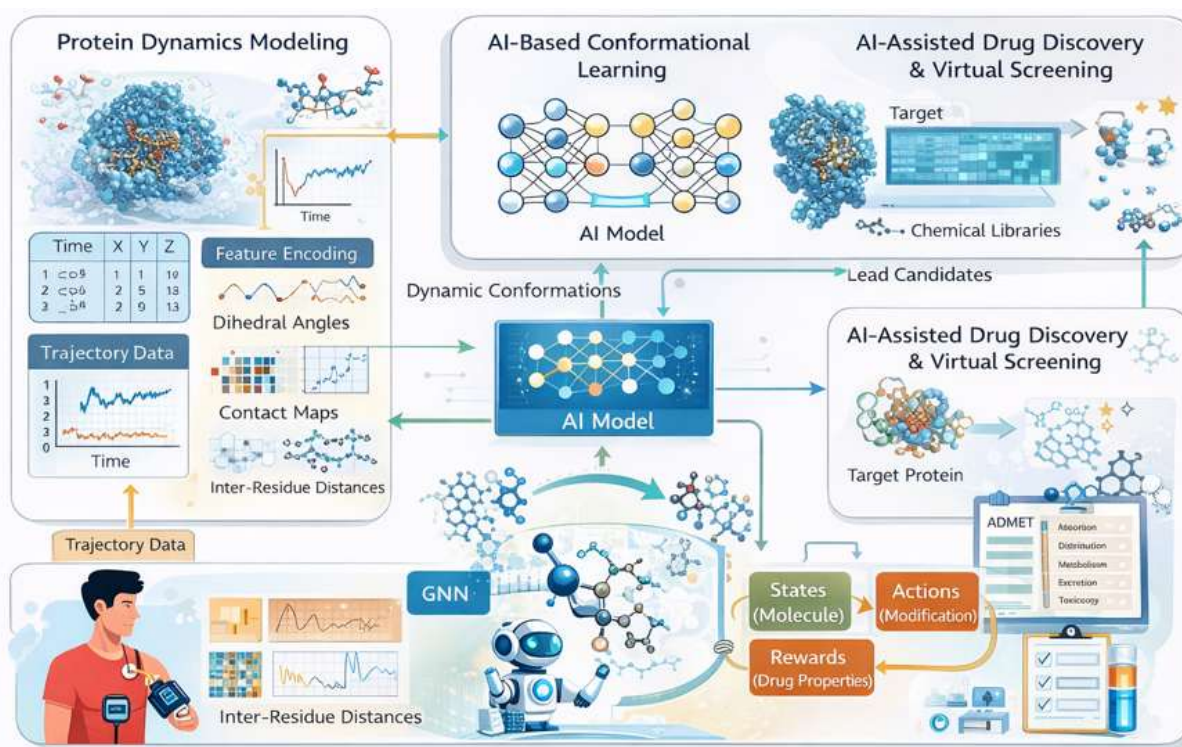 Protein Dynamics Modeling
Time
Time X Y Z
1 1 1 10
2 2 5 13
3 2 9 13
Feature Encoding
Dihedral Angles
Trajectory Data
1
3
3
0
Time
Contact Maps
Inter-Residue Distances
AI-Based Conformational
Learning
AI Model
AI-Assisted Drug Discovery
& Virtual Screening
Target
Chemical Libraries
Dynamic Conformations
Lead Candidates
AI Model
AI-Assisted Drug Discovery
& Virtual Screening
Target Protein
ADMET
Absortion
Distribution
Metabolism
Excretion
Toxicosy
Trajectory Data
Inter-Residue Distances
GNN
States
(Molecule)
Actions
(Modification)
Rewards
(Drug Properties)